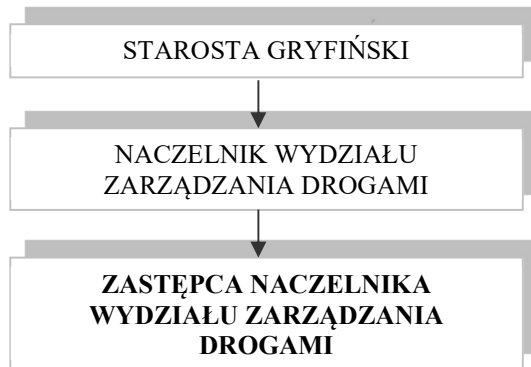 STAROSTA GRYFIŃSKI
NACZELNIK WYDZIAŁU
ZARZĄDZANIA DROGAMI
ZASTĘPCA NACZELNIKA
WYDZIAŁU ZARZĄDZANIA
DROGAMI